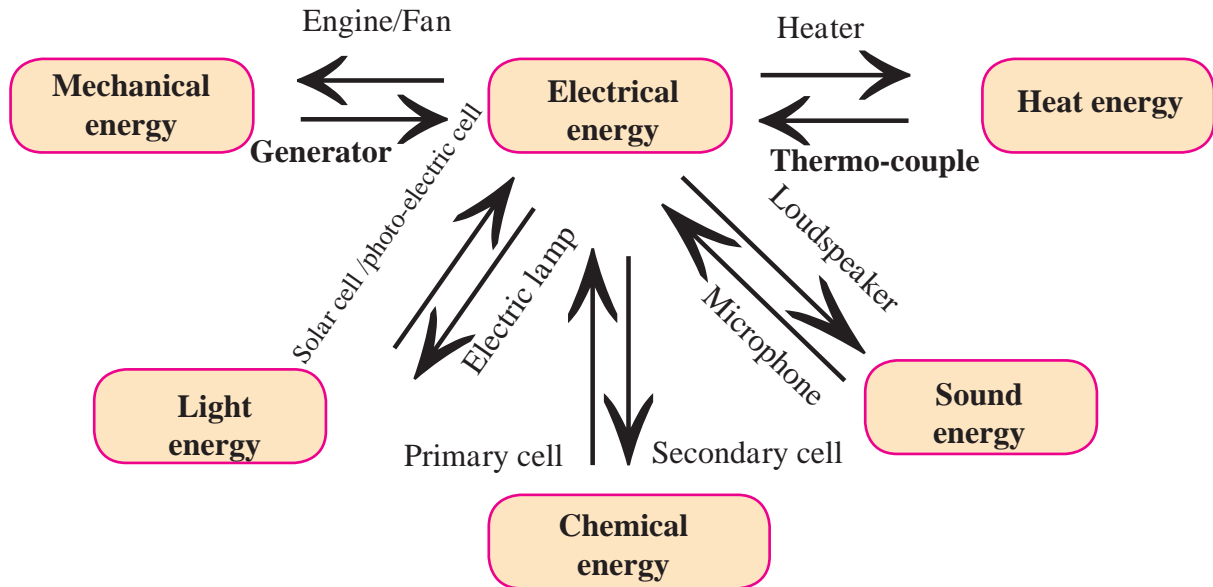 Engine/Fan
Heater
Mechanical
energy
Electrical
energy
Heat energy
Generator
Thermo-couple
Solar cell /photo-electric cell
Electric lamp
Loudspeaker
Microphone
Light
energy
Sound
energy
Primary cell
Secondary cell
Chemical
energy